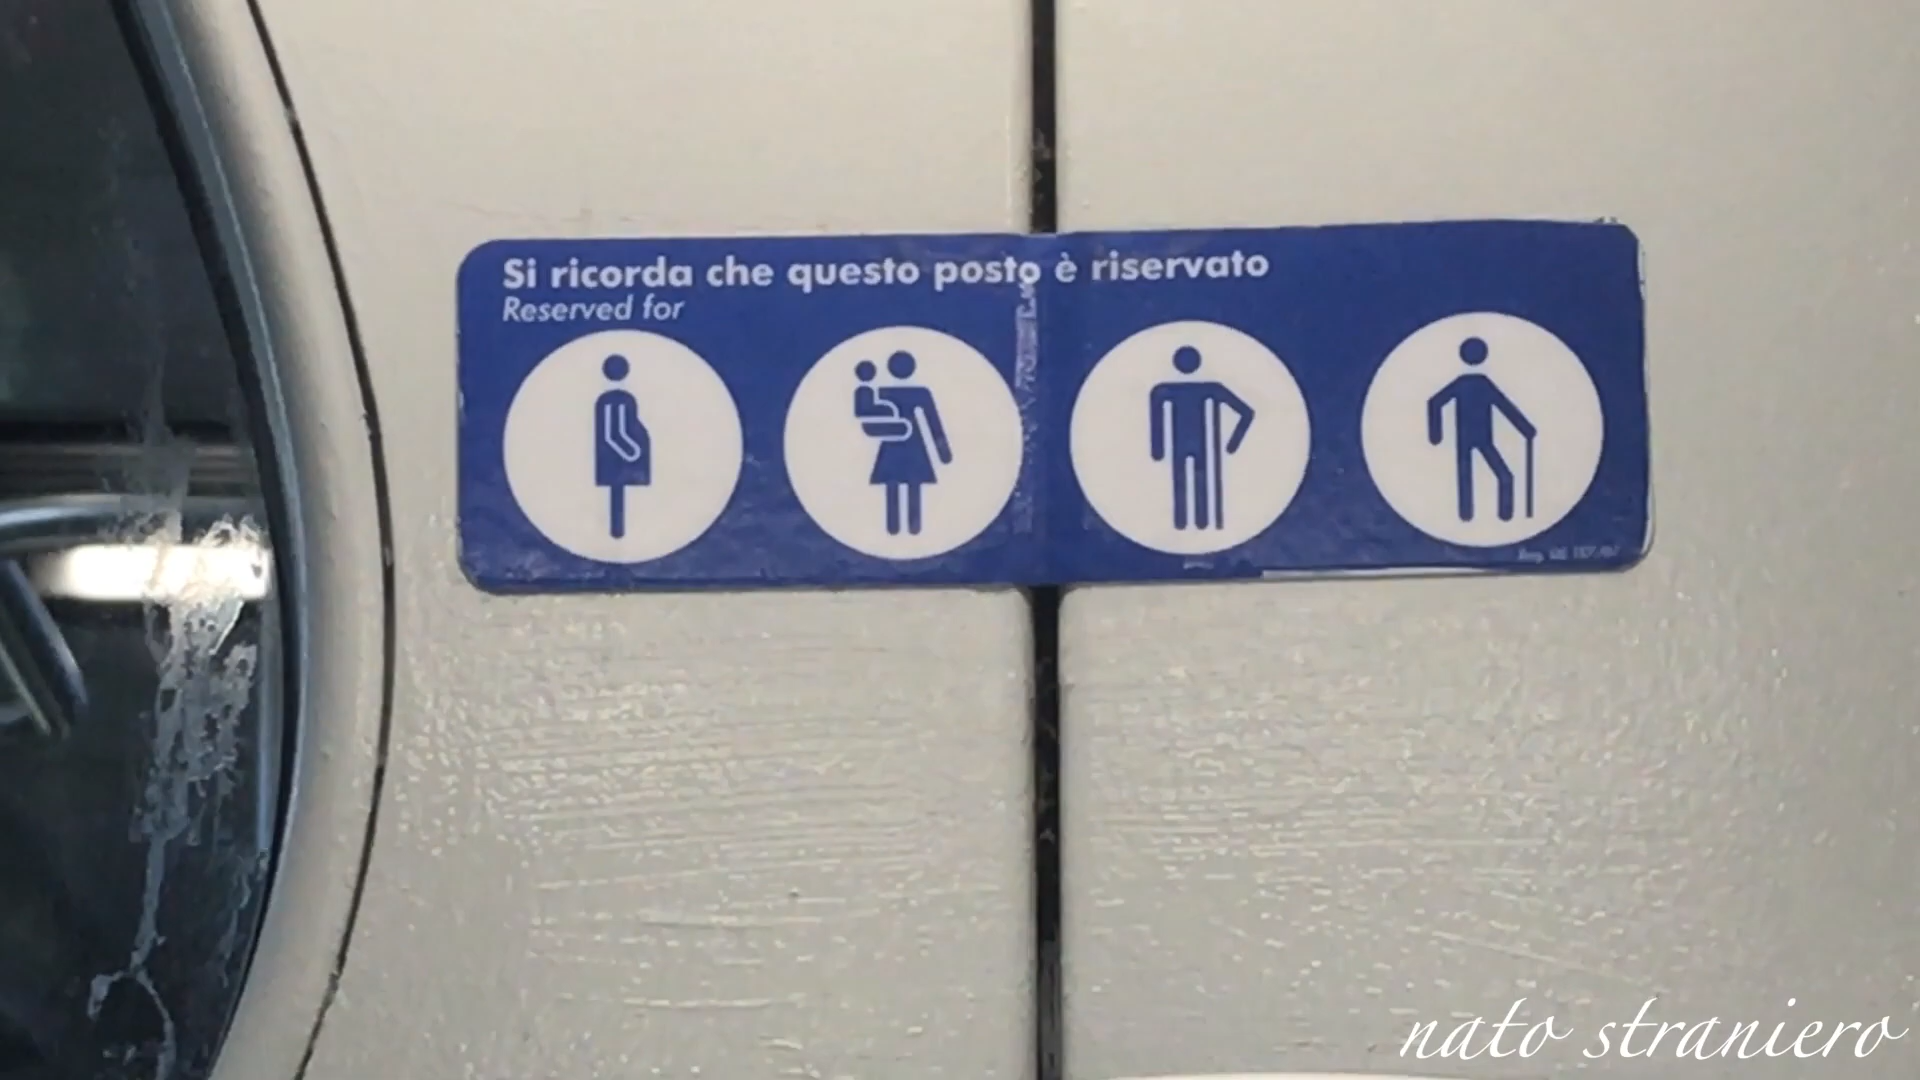 Si ricorda che questo posto è riservato
Reserved for
nato straniero